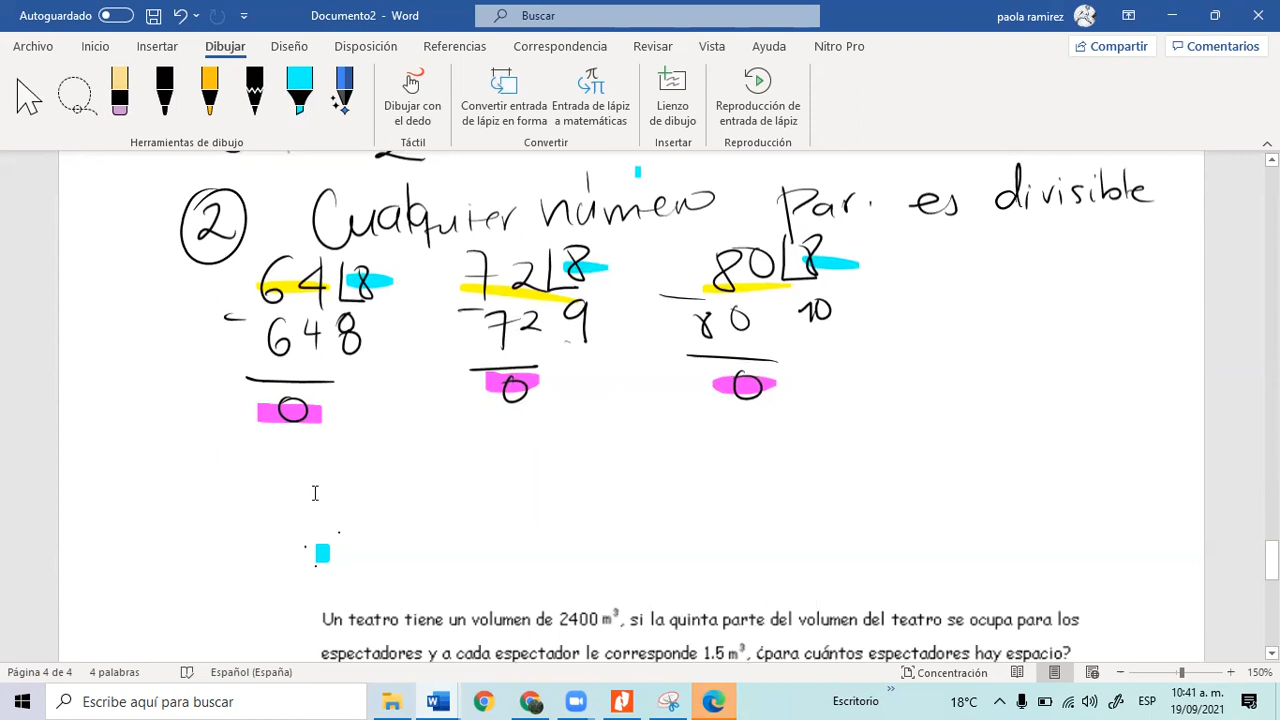 Autoguardado
Documento2 - Word
Buscar
paola ramirez
Archivo Inicio Insertar Dibujar Diseño Disposición Referencias Correspondencia Revisar Vista Ayuda Nitro Pro
Compartir
Comentarios
Dibujar con el dedo
Convertir entrada de lápiz en forma
Entrada de lápiz a matemáticas
Lienzo de dibujo
Reproducción de entrada de lápiz
Herramientas de dibujo
Táctil
Convertir
Insertar
Reproducción
2 Cualquier número Par. es divisible
64 8 72 8 80 8
- 64 8 - 72 9 - 80 10
0 0 0
Un teatro tiene un volumen de 2400 m³, si la quinta parte del volumen del teatro se ocupa para los
espectadores y a cada espectador le corresponde 1.5 m³, ¿para cuántos espectadores hay espacio?
Página 4 de 4 4 palabras Español (España) Concentración 150%
Escribe aquí para buscar
Escritorio
18°C
ESP
10:41 a. m.
19/09/2021